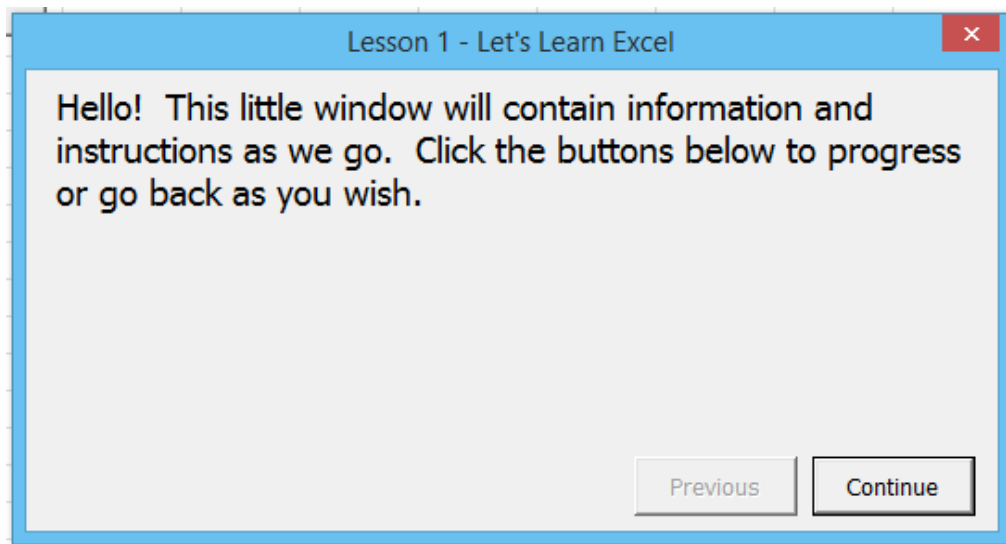 Lesson 1 - Let's Learn Excel
Hello!  This little window will contain information and
instructions as we go.  Click the buttons below to progress
or go back as you wish.
Previous
Continue